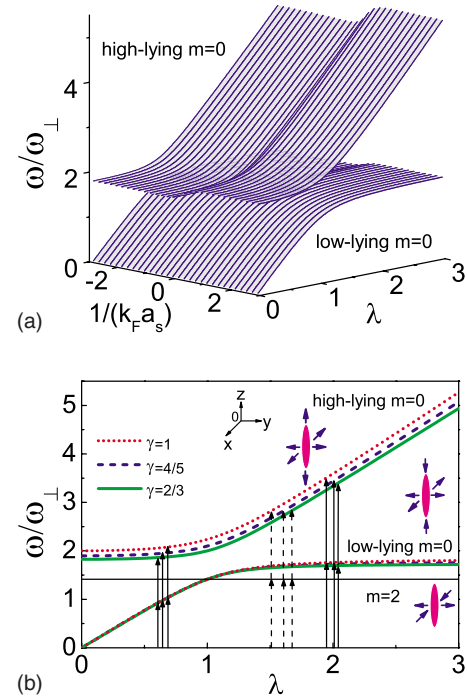 high-lying m=0
ω/ω⊥
4
2
0
low-lying m=0
-2
0
2
1/(k_F a_s)
0
1
2
3
λ
(a)
z
0
y
x
high-lying m=0
γ=1
γ=4/5
γ=2/3
low-lying m=0
m=2
ω/ω⊥
5
4
3
2
1
0
0
1
2
3
λ
(b)